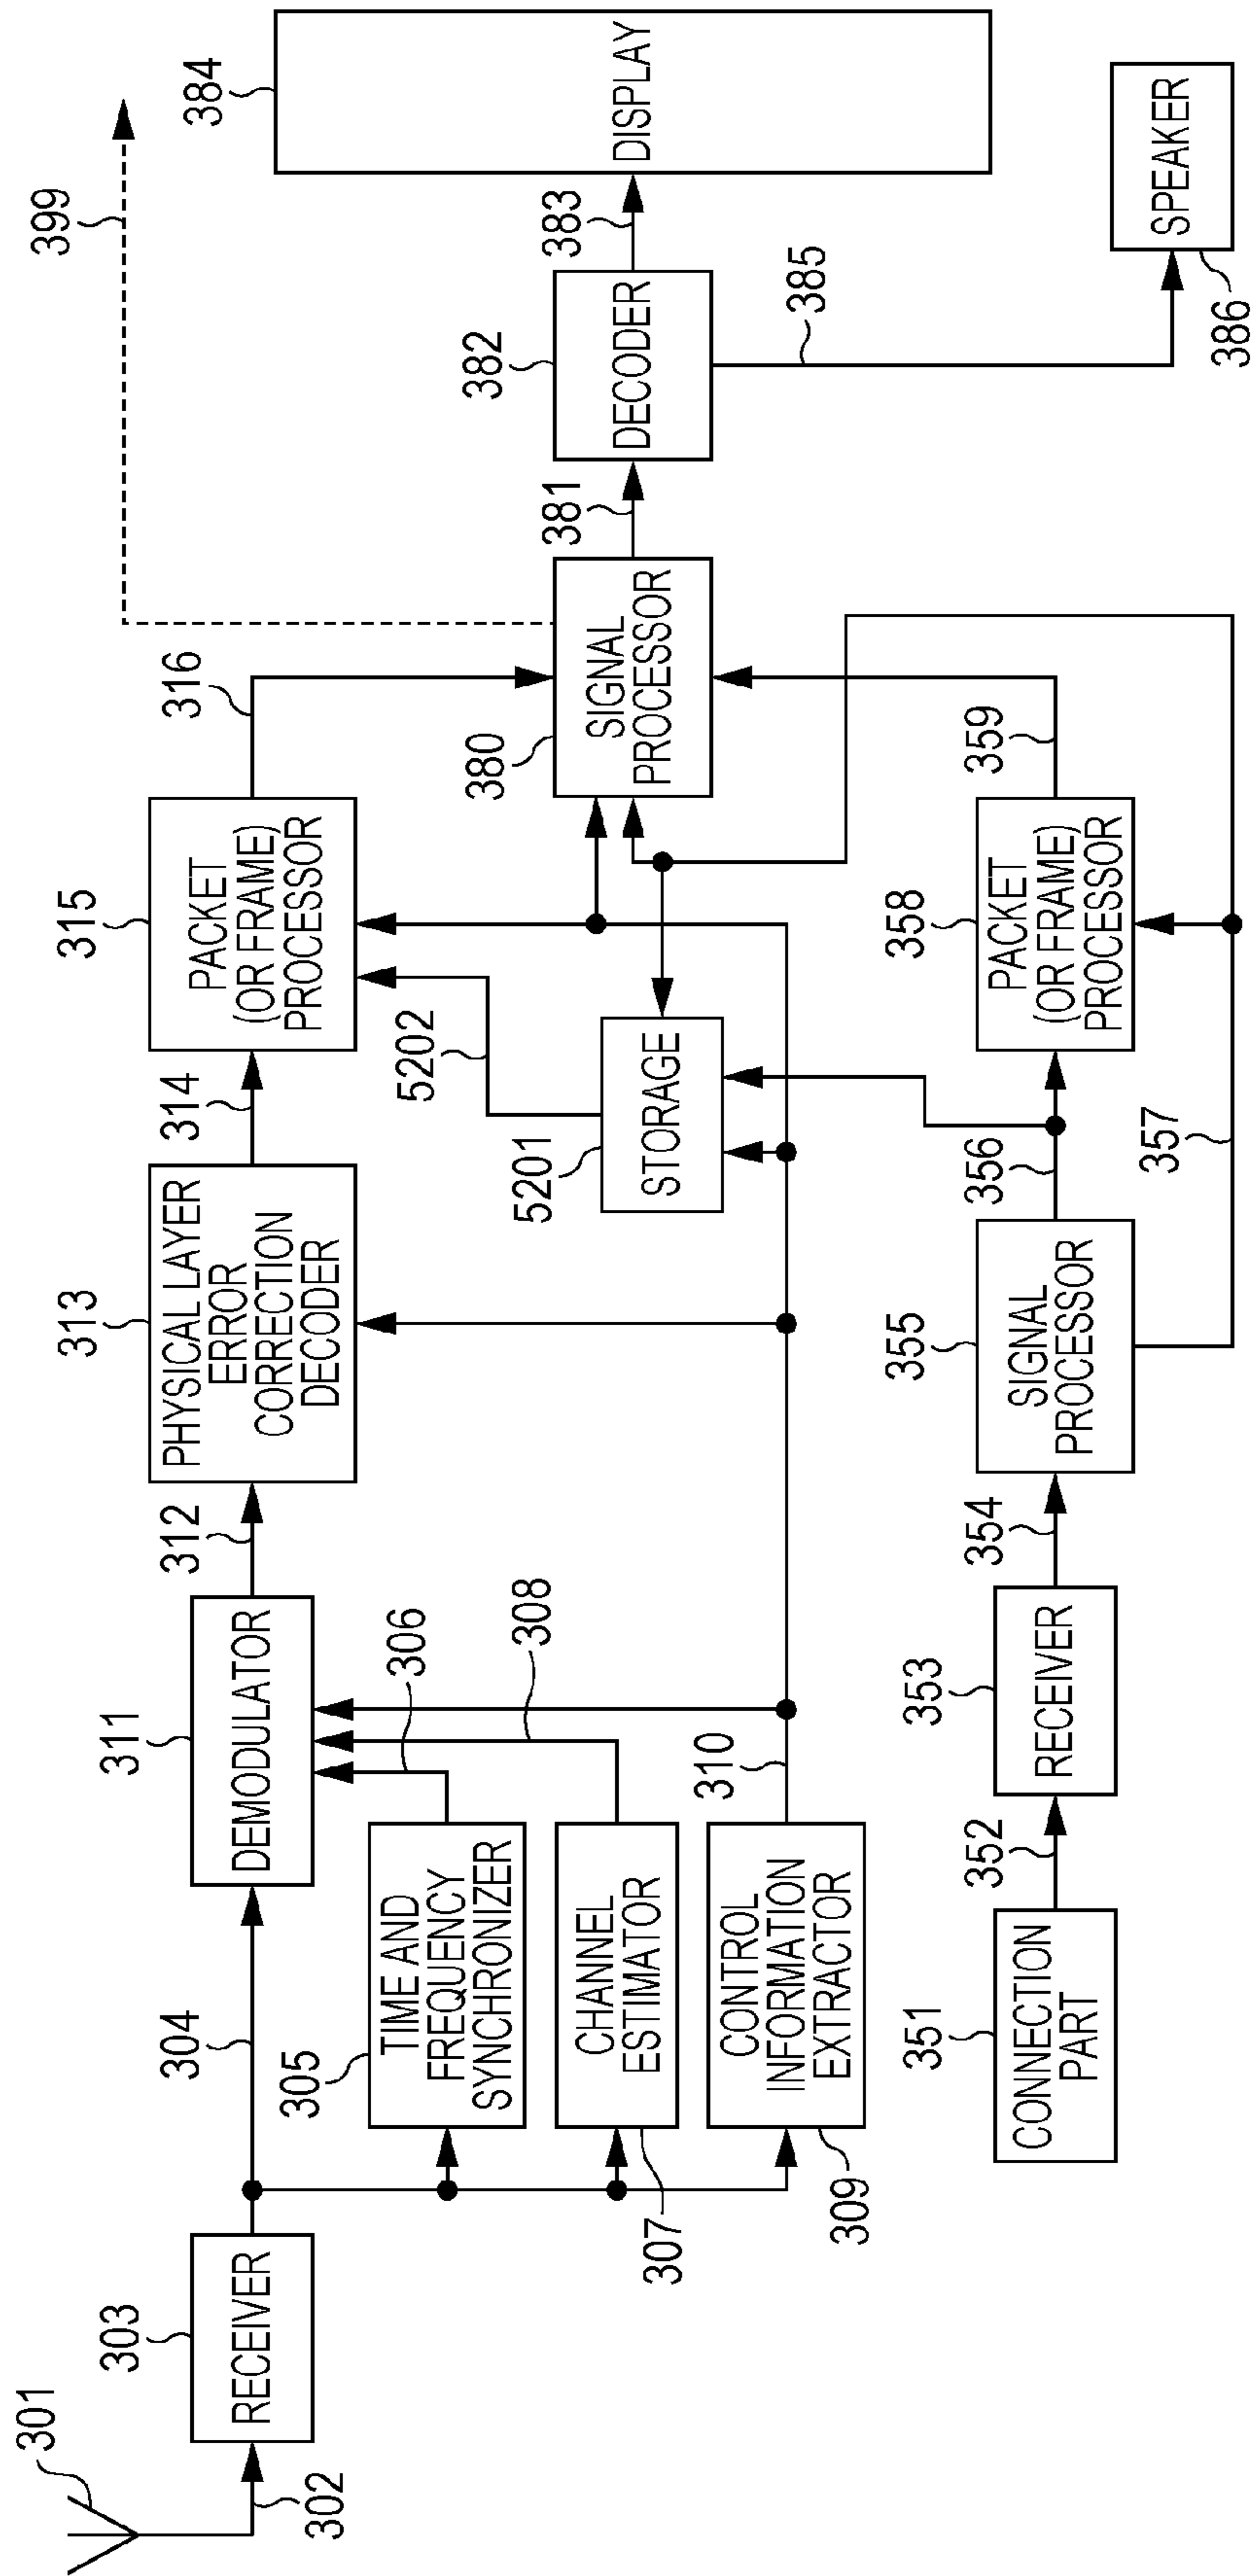 301
302
303
RECEIVER
304
305
TIME AND
FREQUENCY
SYNCHRONIZER
306
307
CHANNEL
ESTIMATOR
308
309
CONTROL
INFORMATION
EXTRACTOR
310
311
DEMODULATOR
312
313
PHYSICAL LAYER
ERROR
CORRECTION
DECODER
314
315
PACKET
(OR FRAME)
PROCESSOR
316
5201
STORAGE
5202
351
CONNECTION
PART
352
353
RECEIVER
354
355
SIGNAL
PROCESSOR
356
357
358
PACKET
(OR FRAME)
PROCESSOR
359
380
SIGNAL
PROCESSOR
381
382
DECODER
383
384
DISPLAY
385
386
SPEAKER
399